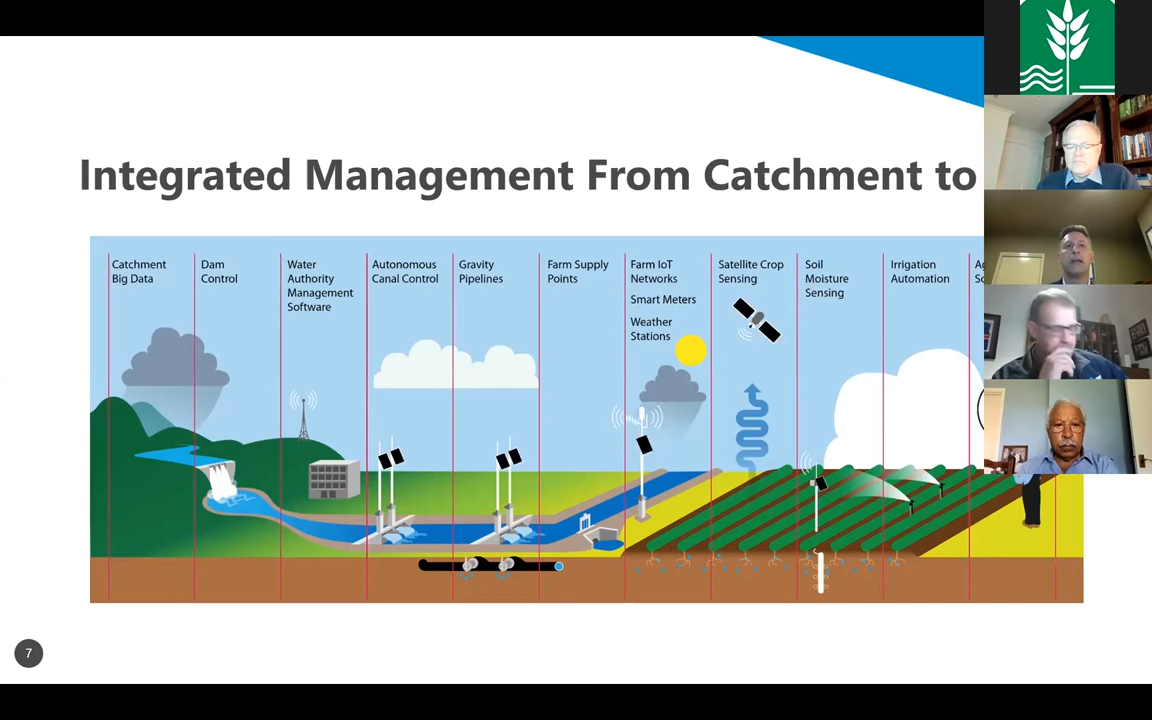 Integrated Management From Catchment to
Catchment
Big Data
Dam
Control
Water
Authority
Management
Software
Autonomous
Canal Control
Gravity
Pipelines
Farm Supply
Points
Farm IoT
Networks
Smart Meters
Weather
Stations
Satellite Crop
Sensing
Soil
Moisture
Sensing
Irrigation
Automation
7